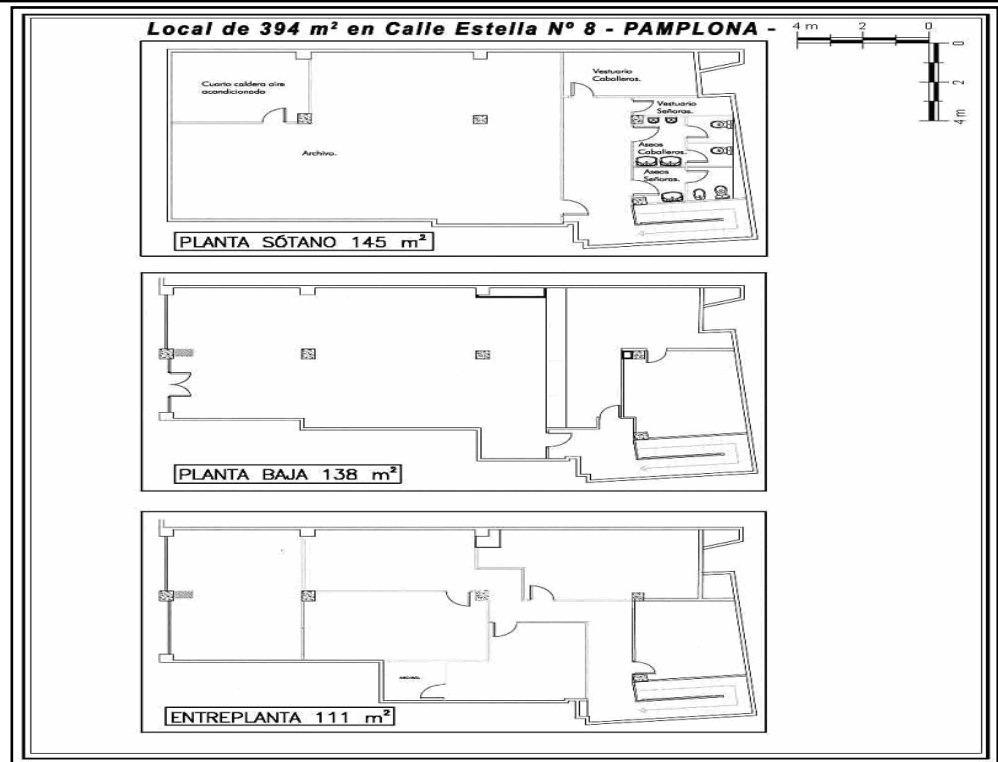 Local de 394 m² en Calle Estella Nº 8 - PAMPLONA -
4 m 2 0
0
2
4 m
Cuarto caldera aire
acondicionado
Vestuario
Caballeros.
Vestuario
Señoras.
Archivo.
Aseos
Caballeros.
Aseos
Señoras.
PLANTA SÓTANO 145 m²
PLANTA BAJA 138 m²
ENTREPLANTA 111 m²